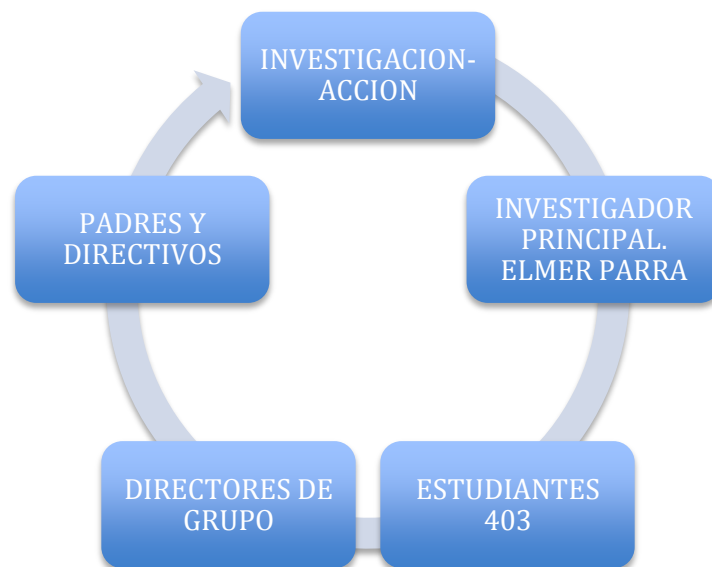 INVESTIGACION-
ACCION
INVESTIGADOR
PRINCIPAL.
ELMER PARRA
ESTUDIANTES
403
DIRECTORES DE
GRUPO
PADRES Y
DIRECTIVOS